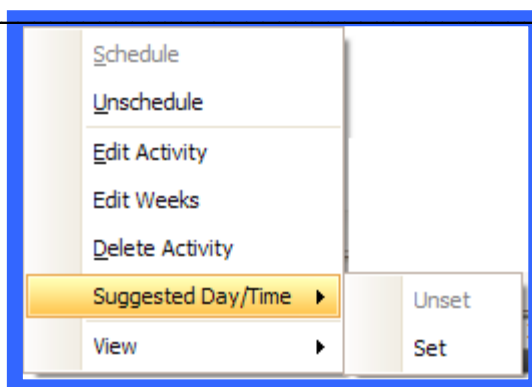 Schedule
Unschedule
Edit Activity
Edit Weeks
Delete Activity
Suggested Day/Time
Unset
View
Set